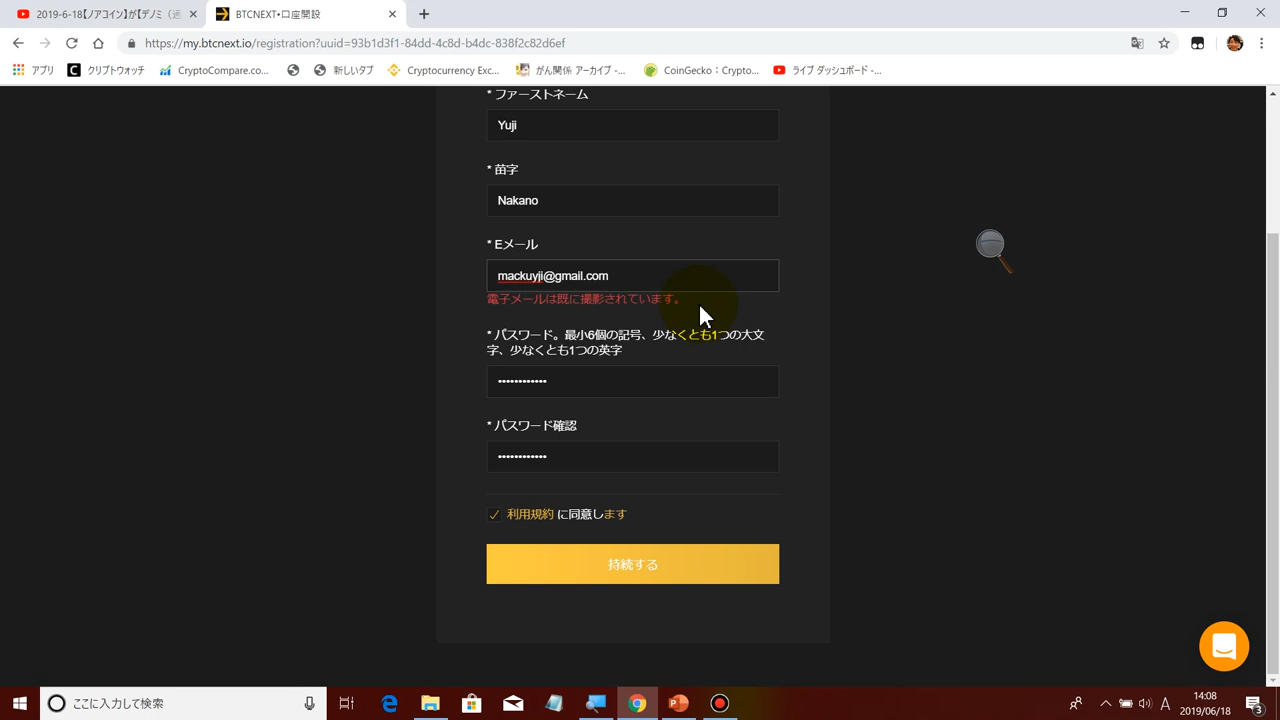 2019-6-18【ノアコイン】が【デノミ（通
BTCNEXT•口座開設
https://my.btcnext.io/registration?uuid=93b1d3f1-84dd-4c8d-b4dc-838f2c82d6ef
アプリ
クリプトウォッチ
CryptoCompare.co...
新しいタブ
Cryptocurrency Exc...
がん関係 アーカイブ -...
CoinGecko：Crypto...
ライブ ダッシュボード -...
* ファーストネーム
Yuji
* 苗字
Nakano
* Eメール
mackuyji@gmail.com
電子メールは既に撮影されています。
* パスワード。最小6個の記号、少なくとも1つの大文
字、少なくとも1つの英字
••••••••••••
* パスワード確認
••••••••••••
利用規約 に同意します
持続する
ここに入力して検索
A
14:08
2019/06/18
3